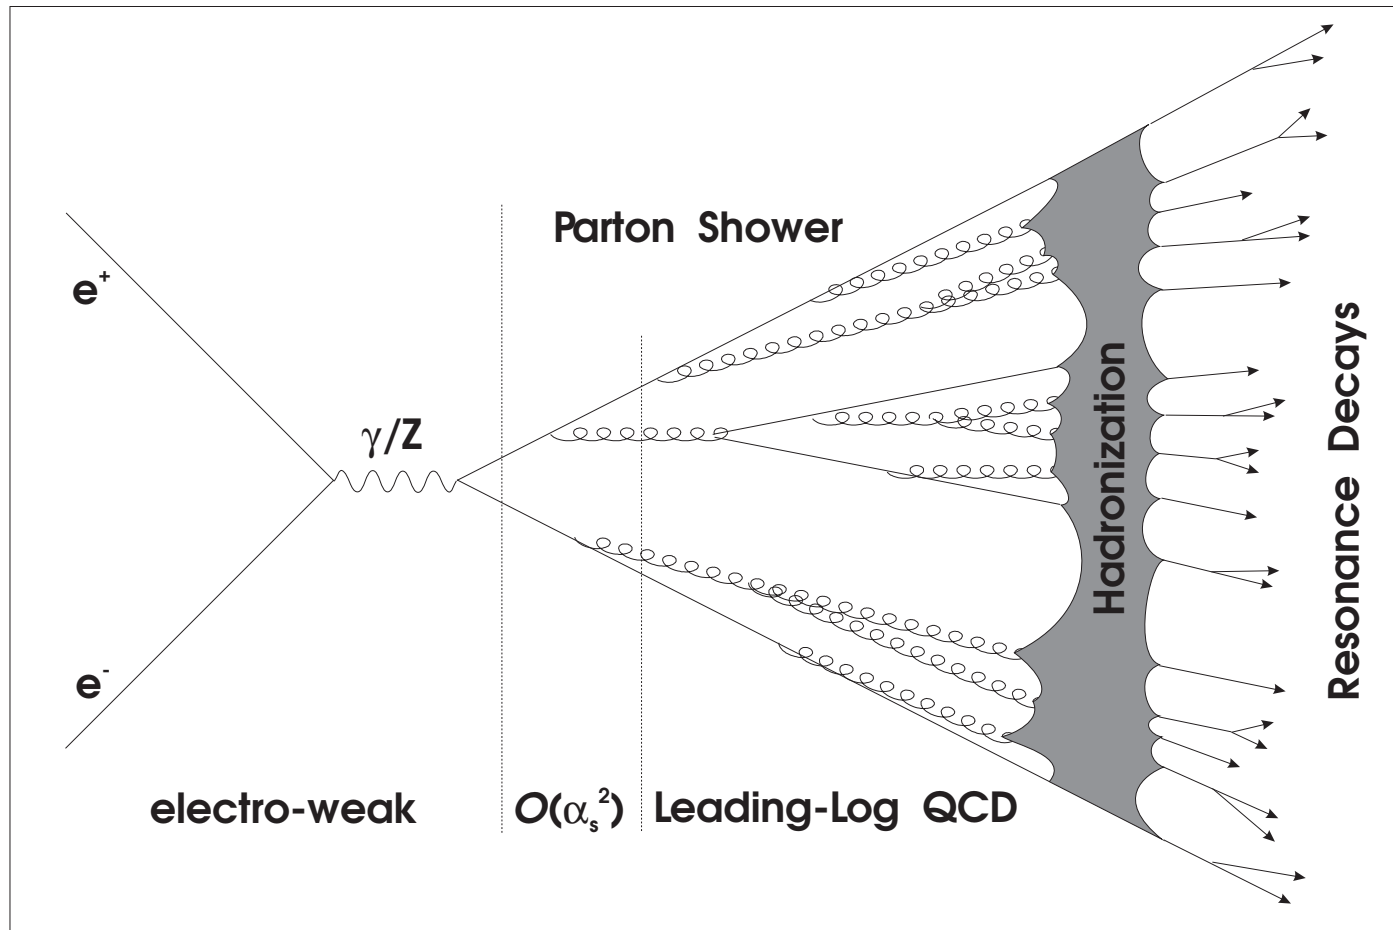 Parton Shower
e⁺
γ/Z
e⁻
electro-weak
O(αₛ²)
Leading-Log QCD
Hadronization
Resonance Decays